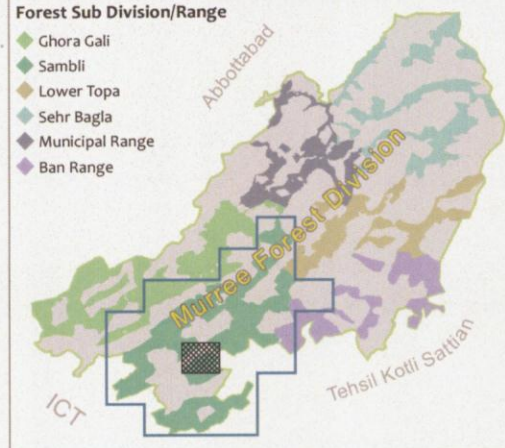 Forest Sub Division/Range
Ghora Gali
Sambli
Lower Topa
Sehr Bagla
Municipal Range
Ban Range
Abbottabad
Murree Forest Division
Tehsil Kotli Sattian
ICT